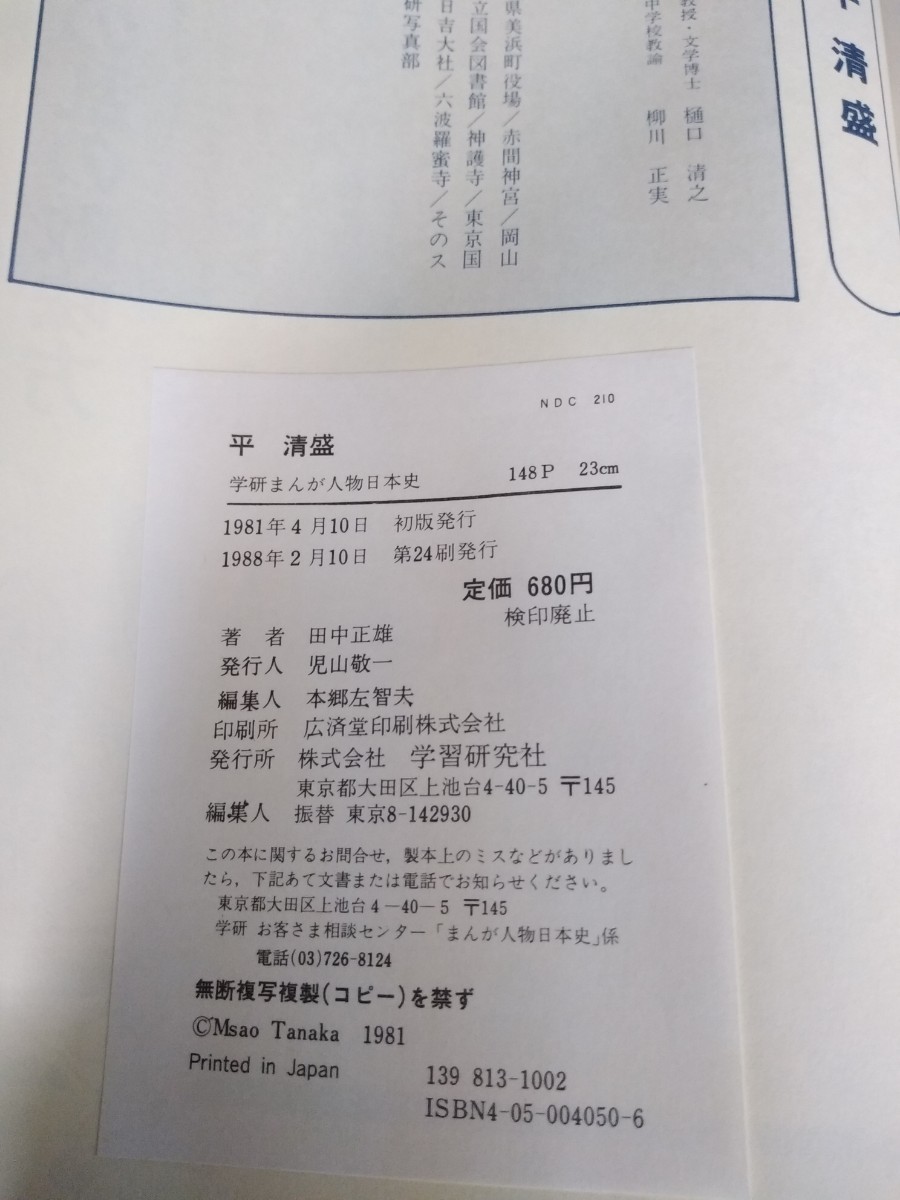 平 清盛
教授・文学博士 樋口 清之
中学校教諭 柳川 正実
県美浜町役場/赤間神宮/岡山
立国会図書館/神護寺/東京国
日吉大社/六波羅蜜寺/そのス
研写真部
NDC 210
平 清盛
学研まんが人物日本史 148P 23cm
1981年4月10日 初版発行
1988年2月10日 第24刷発行
定価 680円
検印廃止
著 者 田中正雄
発行人 児山敬一
編集人 本郷左智夫
印刷所 広済堂印刷株式会社
発行所 株式会社 学習研究社
東京都大田区上池台4-40-5 〒145
編集人 振替 東京8-142930
この本に関するお問合せ,製本上のミスなどがありまし
たら,下記あて文書または電話でお知らせください。
東京都大田区上池台4-40-5 〒145
学研 お客さま相談センター「まんが人物日本史」係
電話(03)726-8124
無断複写複製(コピー)を禁ず
©Msao Tanaka 1981
Printed in Japan
139 813-1002
ISBN4-05-004050-6